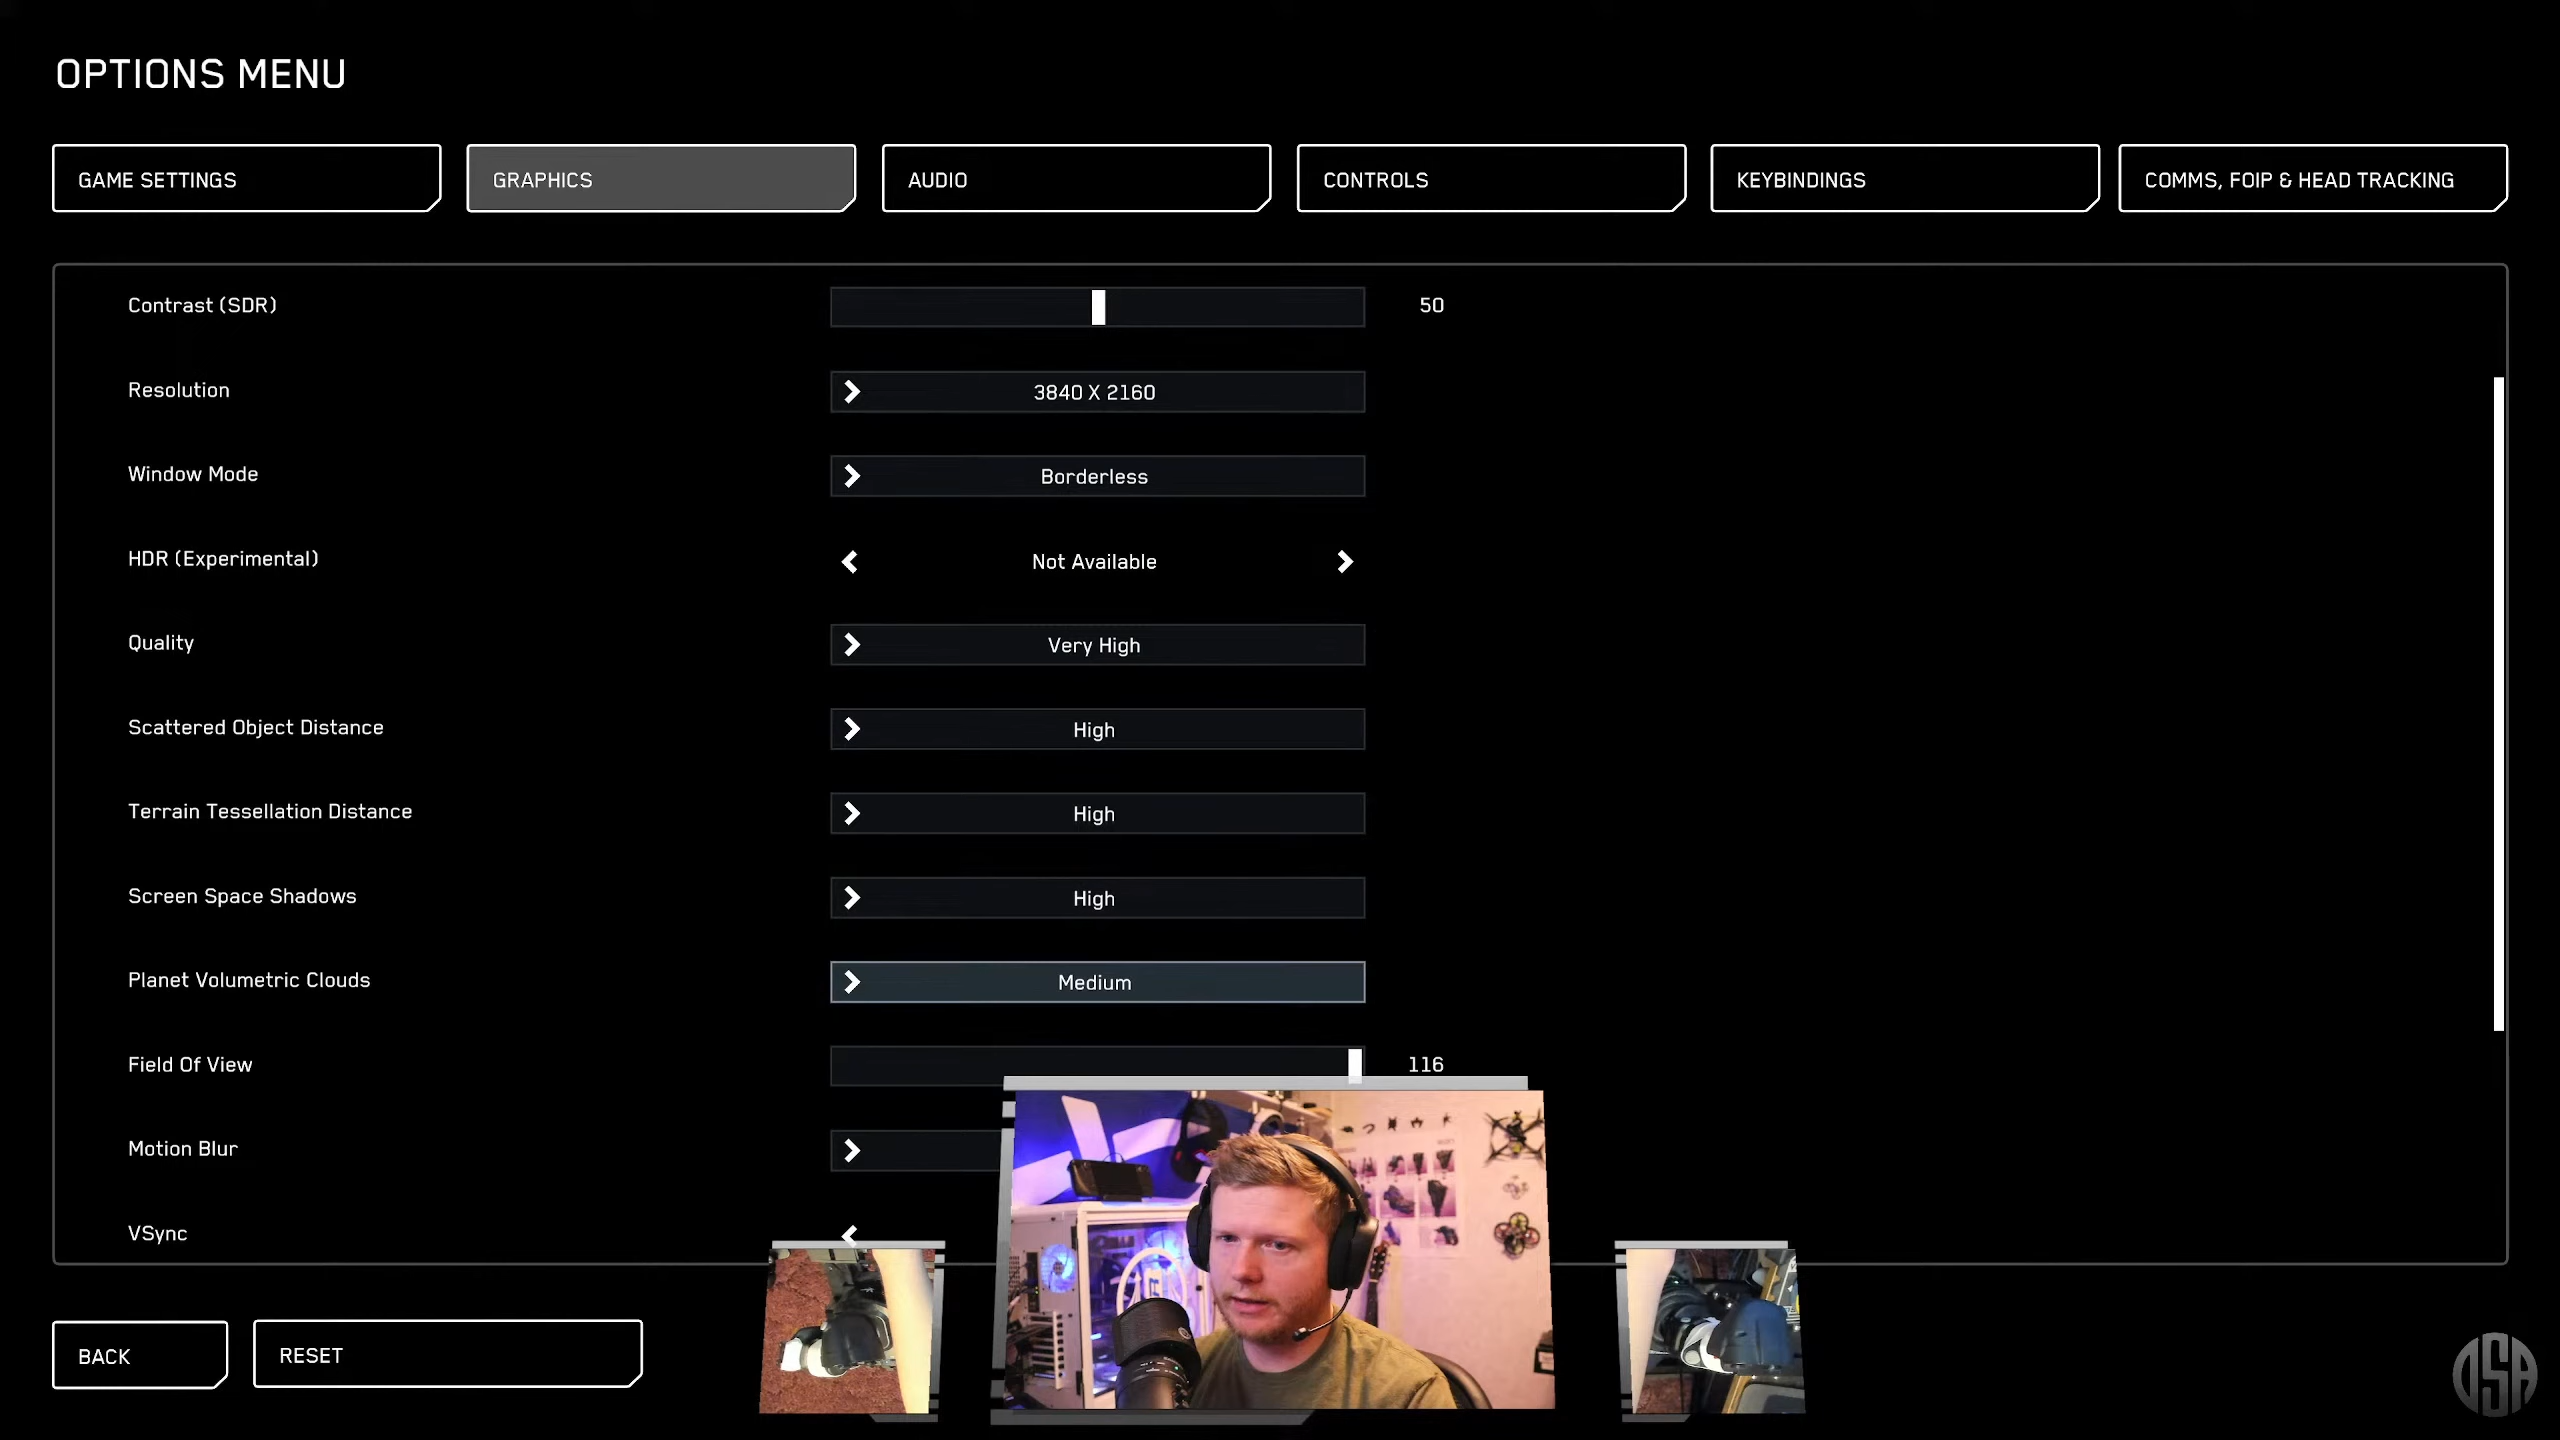 OPTIONS MENU
GAME SETTINGS
GRAPHICS
AUDIO
CONTROLS
KEYBINDINGS
COMMS, FOIP & HEAD TRACKING
Contrast (SDR) 50
Resolution 3840 X 2160
Window Mode Borderless
HDR (Experimental) Not Available
Quality Very High
Scattered Object Distance High
Terrain Tessellation Distance High
Screen Space Shadows High
Planet Volumetric Clouds Medium
Field Of View 116
Motion Blur
VSync
BACK
RESET
DSA